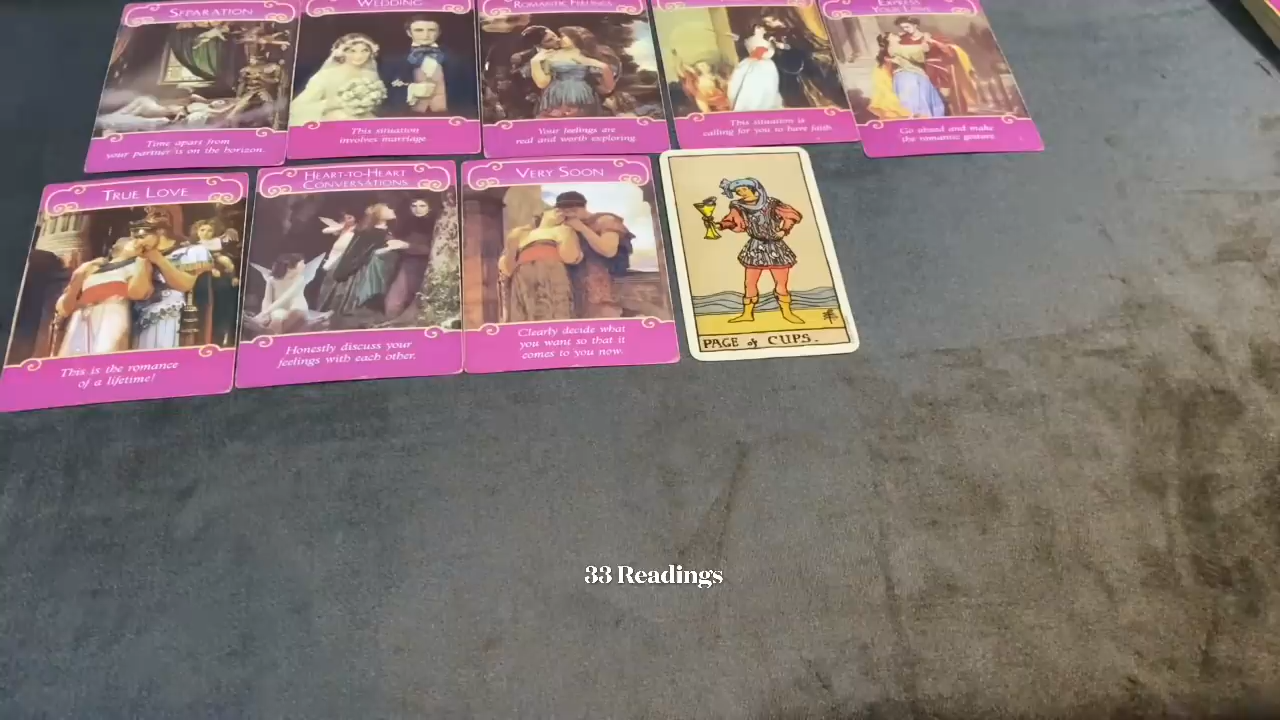 SEPARATION
Time apart from
your partner is on the horizon.
WEDDING
This situation
involves marriage.
ROMANTIC FEELINGS
Your feelings are
real and worth exploring.
This situation is
calling for you to have faith
EXPRESS
YOUR LOVE
Go ahead and make
the romantic gesture.
TRUE LOVE
This is the romance
of a lifetime!
HEART-TO-HEART
CONVERSATIONS
Honestly discuss your
feelings with each other.
VERY SOON
Clearly decide what
you want so that it
comes to you now.
PAGE of CUPS.
33 Readings